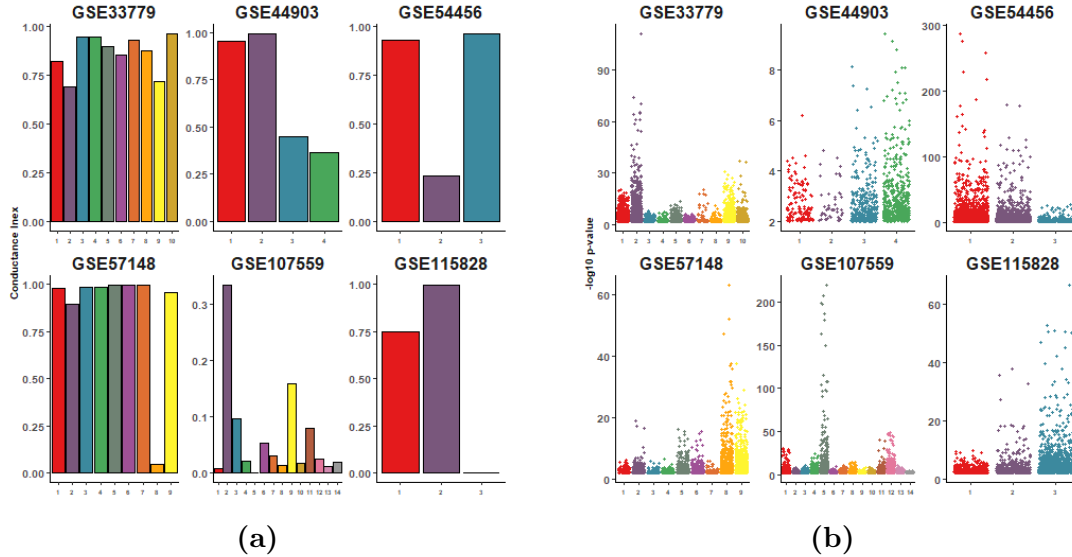 GSE33779 GSE44903 GSE54456
1.00 0.75 0.50 0.25 0.00
1 2 3 4 5 6 7 8 9 10
1.00 0.75 0.50 0.25 0.00
1 2 3 4
1.00 0.75 0.50 0.25 0.00
1 2 3
Conductance Inex
GSE57148 GSE107559 GSE115828
1.00 0.75 0.50 0.25 0.00
1 2 3 4 5 6 7 8 9
0.3 0.2 0.1 0.0
1 2 3 4 5 6 7 8 9 10 11 12 13 14
1.00 0.75 0.50 0.25 0.00
1 2 3
(a)
GSE33779 GSE44903 GSE54456
90 60 30 0
1 2 3 4 5 6 7 8 9 10
8 6 4 2
1 2 3 4
300 200 100 0
1 2 3
-log10 p-value
GSE57148 GSE107559 GSE115828
60 40 20 0
1 2 3 4 5 6 7 8 9
200 150 100 50 0
1 2 3 4 5 6 7 8 9 10 11 12 13 14
60 40 20 0
1 2 3
(b)